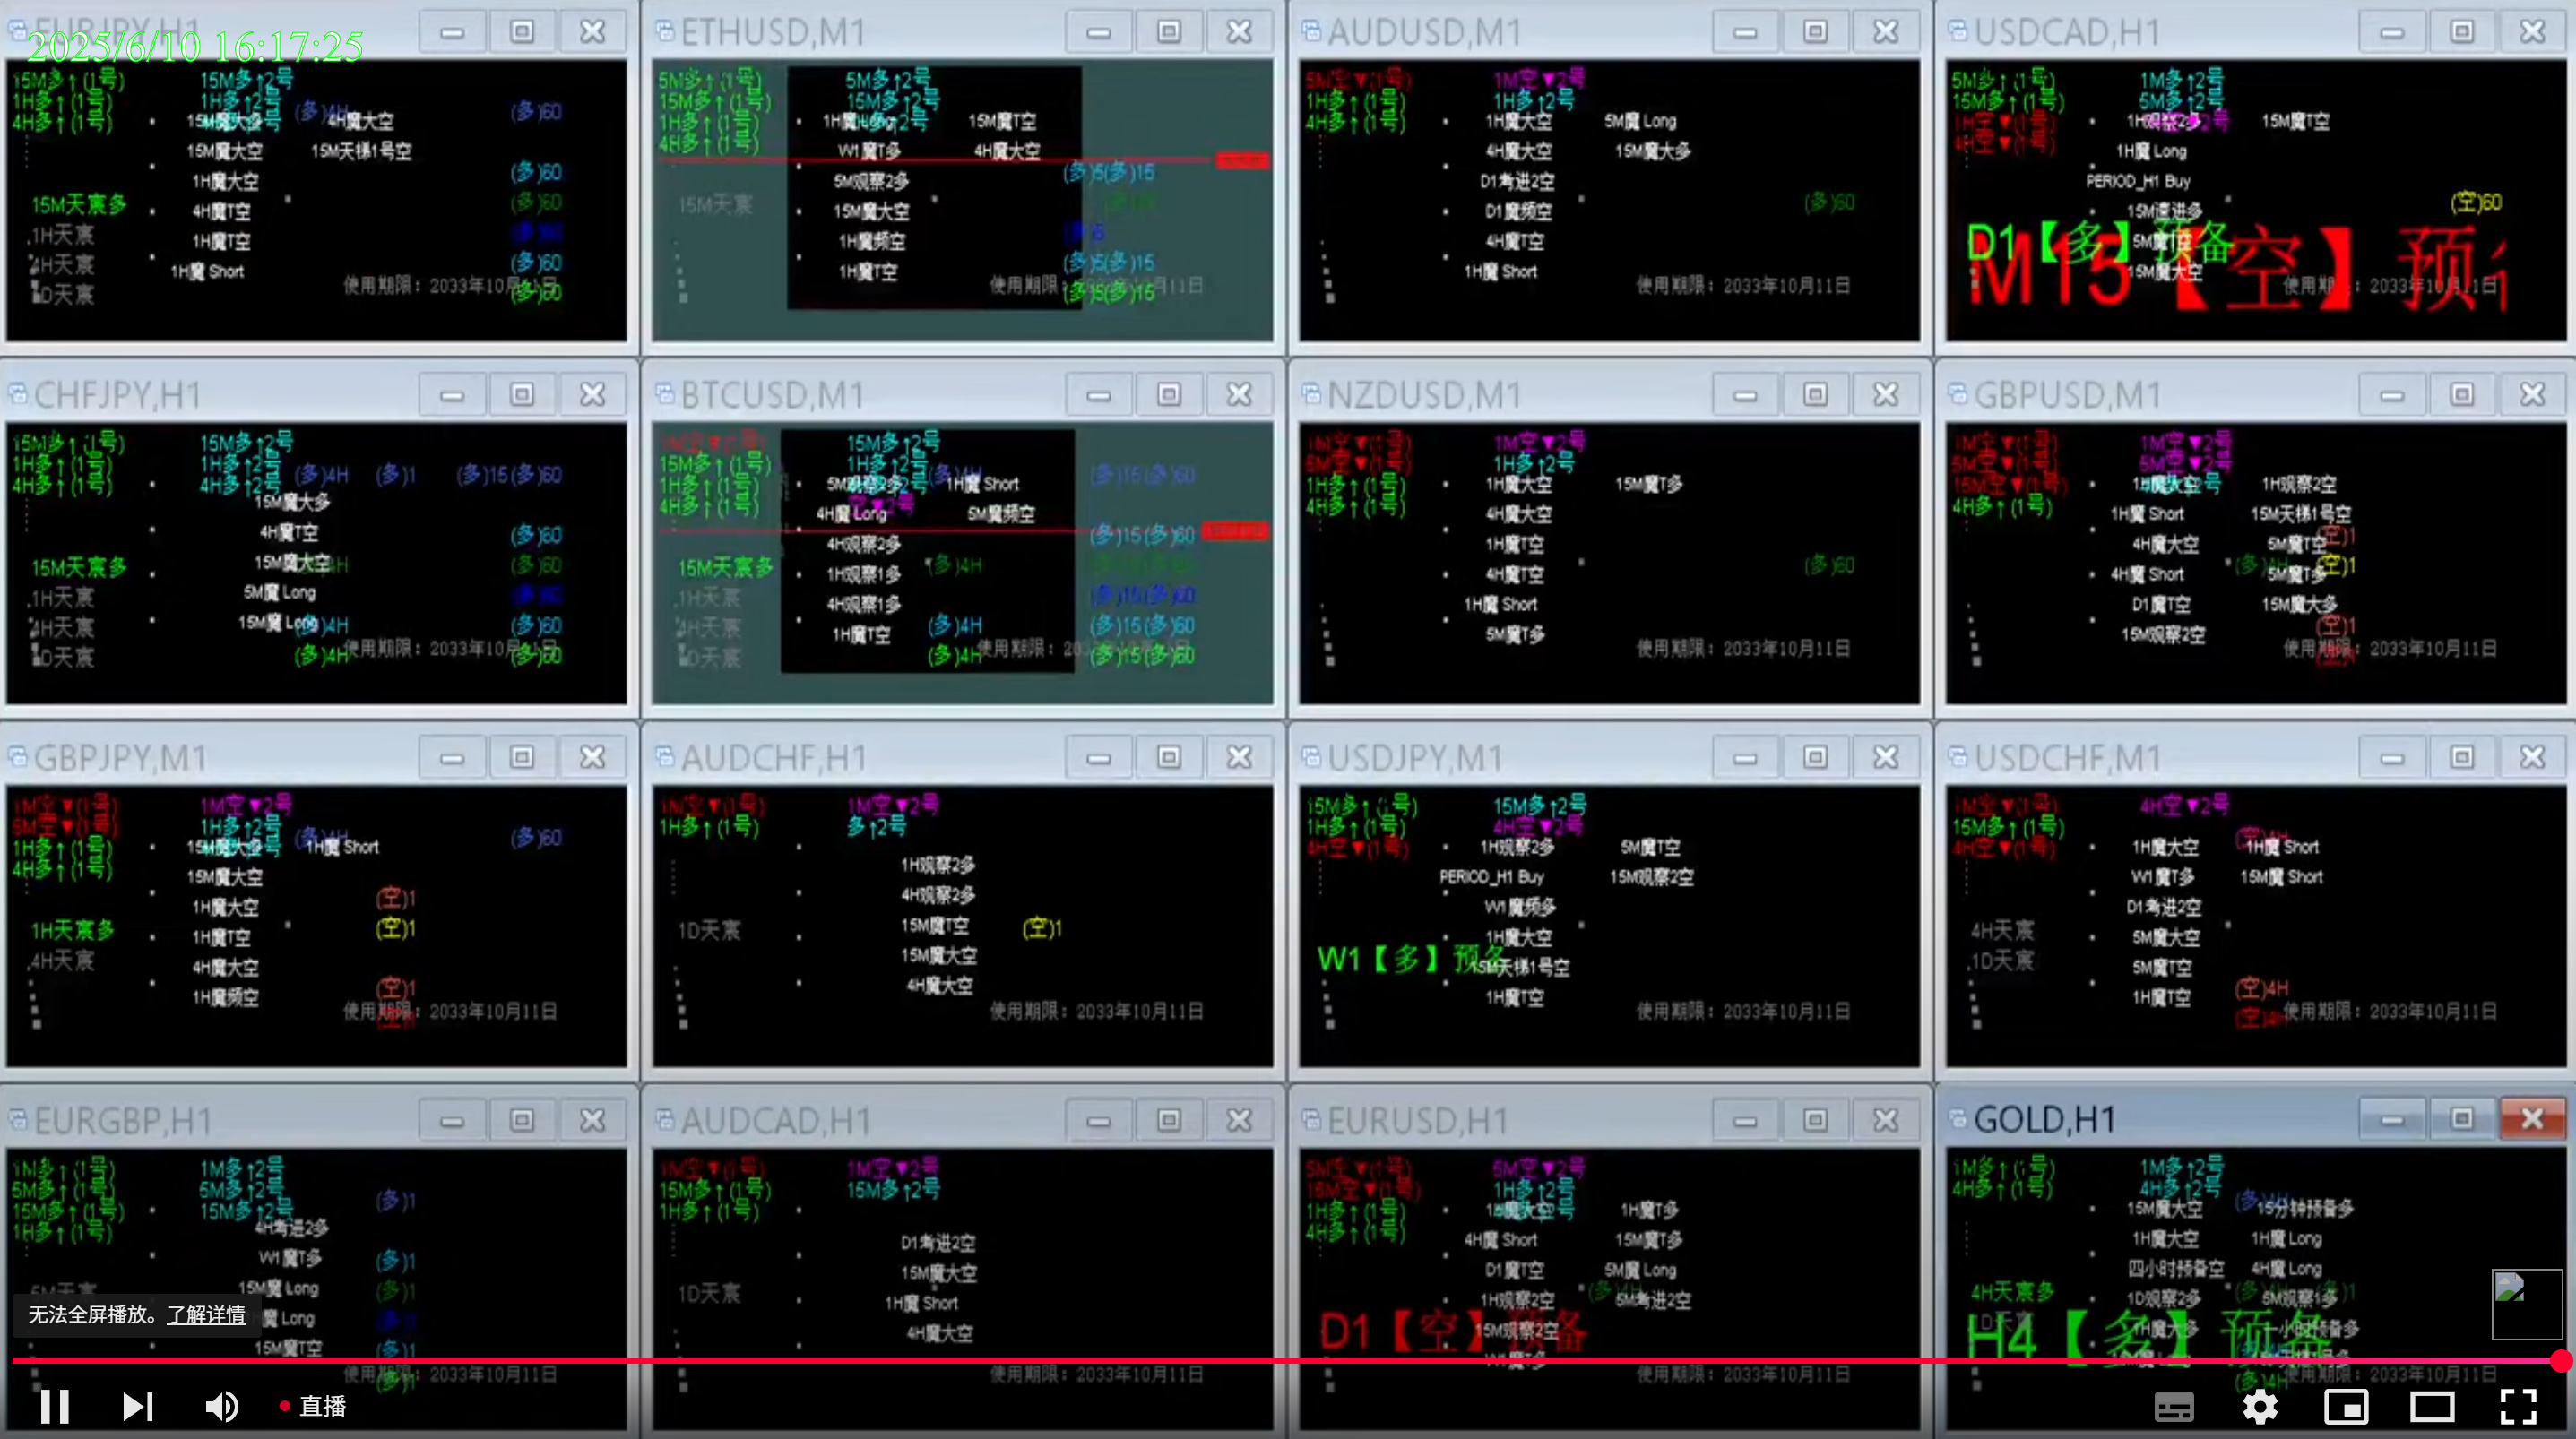 EURJPY,H1
2025/6/10 16:17:25
15M多↑(1号) 15M多↑2号
1H多↑(1号) 1H多↑2号 (多)4H (多)60
4H多↑(1号)
4H魔大空
15M魔大空 15M天梯1号空
1H魔大空 (多)60
15M天宸多 4H魔T空 (多)60
.1H天宸 1H魔T空
4H天宸 1H魔 Short (多)60
D天宸 使用期限：2033年10月11日 (多)60
ETHUSD,M1
5M多↑(1号) 5M多↑2号
15M多↑(1号) 15M多↑2号
1H多↑(1号) 15M魔T空
4H多↑(1号) W1魔T多 4H魔大空
5M观察2多 (多)5(多)15
15M天宸 15M魔大空
1H魔频空
1H魔T空 (多)5(多)15
使用期限： (多)5(多)15
AUDUSD,M1
5M空▼(1号) 1M空▼2号
1H多↑(1号) 1H多↑2号
4H多↑(1号) 1H魔大空 5M魔 Long
4H魔大空 15M魔大多
D1考进2空
D1魔频空 (多)60
4H魔T空
1H魔 Short
使用期限：2033年10月11日
USDCAD,H1
5M多↑(1号) 1M多↑2号
15M多↑(1号) 5M多↑2号
1H空▼(1号) 1H观察2多 15M魔T空
4H空▼(1号) 1H魔 Long
PERIOD_H1 Buy
15M速进多 (空)60
D1【多】预备
M15【空】预
15M魔大空
CHFJPY,H1
15M多↑(1号) 15M多↑2号
1H多↑(1号) 1H多↑2号 (多)4H (多)1 (多)15(多)60
4H多↑(1号) 4H多↑2号
15M魔大多
4H魔T空 (多)60
15M天宸多 15M魔大空 (多)60
.1H天宸 5M魔 Long
4H天宸 15M魔 Long (多)4H (多)60
D天宸 (多)4H 使用期限：2033年10月 (多)60
BTCUSD,M1
15M多↑2号
15M多↑(1号) 1H多↑2号 (多)4H (多)15(多)60
1H多↑(1号) 5M观察2多 1H魔 Short
4H多↑(1号) 4H魔 Long 5M魔频空
4H观察2多 (多)15(多)60
15M天宸多 1H观察1多 (多)4H
.1H天宸 4H观察1多 (多)15(多)60
4H天宸 1H魔T空 (多)4H (多)15(多)60
D天宸 (多)4H 使用期限： (多)15(多)60
NZDUSD,M1
1M空▼(1号) 1M空▼2号
5M空▼(1号) 1H多↑2号
1H多↑(1号) 1H魔大空 15M魔T多
4H多↑(1号) 4H魔大空
1H魔T空
4H魔T空 (多)60
1H魔 Short
5M魔T多
使用期限：2033年10月11日
GBPUSD,M1
1M空▼(1号) 1M空▼2号
5M空▼(1号) 5M空▼2号
15M空▼(1号) 1H魔大空 1H观察2空
4H多↑(1号) 1H魔 Short 15M天梯1号空
4H魔大空 5M魔T空 (空)1
4H魔 Short 5M魔T多 (空)1
D1魔T空 15M魔大多
15M观察2空 (空)1
使用期限：2033年10月11日
GBPJPY,M1
1M空▼(1号) 1M空▼2号
5M空▼(1号) 1H多↑2号 (多)4H (多)60
1H多↑(1号) 15M魔大多 1H魔 Short
4H多↑(1号) 15M魔大空
1H魔大空 (空)1
1H天宸多 1H魔T空 (空)1
.4H天宸 4H魔大空
1H魔频空 (空)1
使用期限：2033年10月11日
AUDCHF,H1
1M空▼(1号) 1M空▼2号
1H多↑(1号) 多↑2号
1H观察2多
4H观察2多
1D天宸 15M魔T空 (空)1
15M魔大空
4H魔大空
使用期限：2033年10月11日
USDJPY,M1
15M多↑(1号) 15M多↑2号
1H多↑(1号) 4H空▼2号
4H空▼(1号) 1H观察2多 5M魔T空
PERIOD_H1 Buy 15M观察2空
W1魔频多
1H魔大空
W1【多】预备 15M天梯1号空
1H魔T空
使用期限：2033年10月11日
USDCHF,M1
1M空▼(1号) 4H空▼2号
15M多↑(1号) (空)4H
4H空▼(1号) 1H魔大空 1H魔 Short
W1魔T多 15M魔 Short
D1考进2空
4H天宸 5M魔大空
.1D天宸 5M魔T空
1H魔T空 (空)4H
(空)4H 使用期限：2033年10月11日
EURGBP,H1
1M多↑(1号) 1M多↑2号
5M多↑(1号) 5M多↑2号 (多)1
15M多↑(1号) 15M多↑2号
1H多↑(1号) 4H考进2多
W1魔T多 (多)1
5M天宸 15M魔 Long (多)1
魔 Long
15M魔T空 (多)1
使用期限：2033年10月11日
AUDCAD,H1
1M空▼(1号) 1M空▼2号
15M多↑(1号) 15M多↑2号
1H多↑(1号)
D1考进2空
15M魔大空
1D天宸 1H魔 Short
4H魔大空
使用期限：2033年10月11日
EURUSD,H1
5M空▼(1号) 5M空▼2号
15M空▼(1号) 1H多↑2号
1H多↑(1号) 1H魔T多
4H多↑(1号) 4H魔 Short 15M魔T多
D1魔T空 5M魔 Long
1H观察2空 5M考进2空
D1【空】预备 15M观察2空
使用期限：2033年10月11日
GOLD,H1
1M多↑(1号) 1M多↑2号
4H多↑(1号) 4H多↑2号
15M魔大空 15分钟预备多
1H魔大空 1H魔 Long
四小时预备空 4H魔 Long
4H天宸多 1D观察2多 5M观察1多
H4【多】预备
1H魔大多 一小时预备多
(多)4H 使用期限：2033年10月11日
无法全屏播放。了解详情
直播